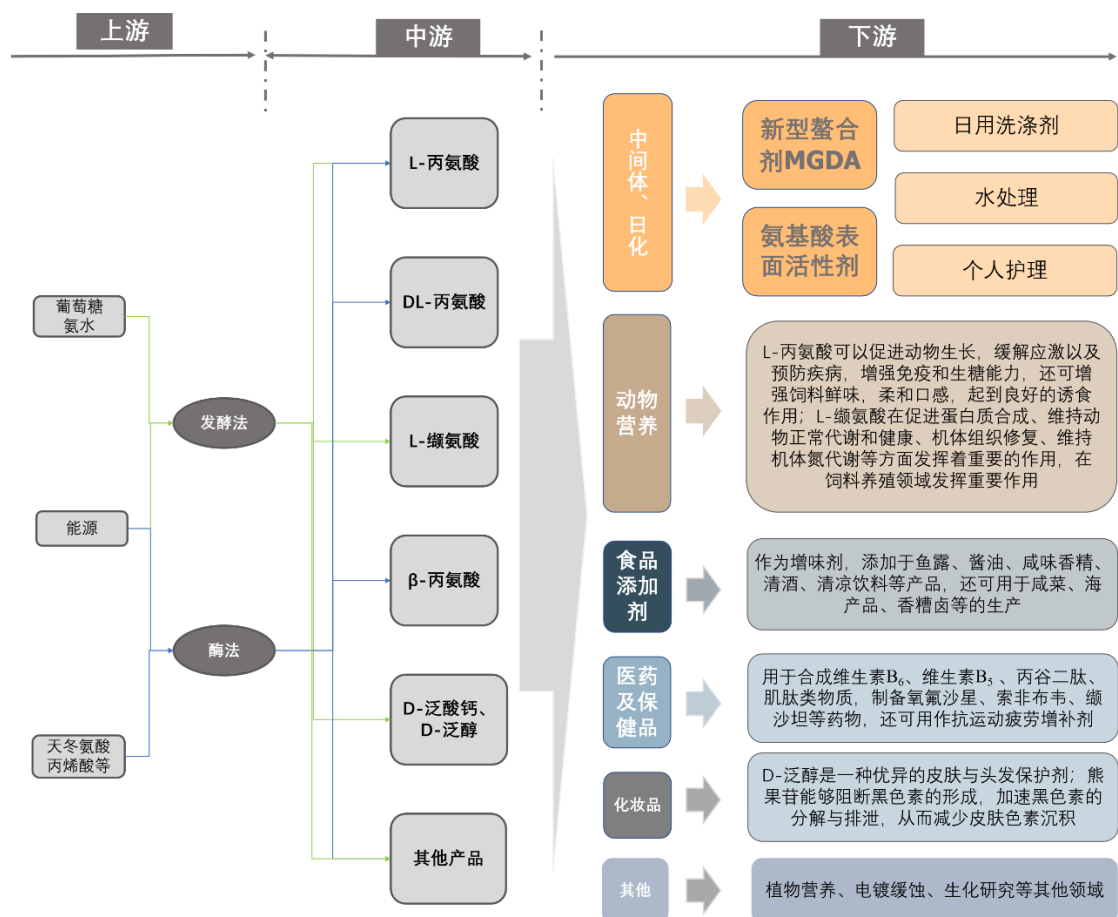 上游
中游
下游
葡萄糖
氨水
能源
天冬氨酸
丙烯酸等
发酵法
酶法
L-丙氨酸
DL-丙氨酸
L-缬氨酸
β-丙氨酸
D-泛酸钙、
D-泛醇
其他产品
中间体、日化
新型螯合
剂MGDA
氨基酸表
面活性剂
日用洗涤剂
水处理
个人护理
动物
营养
L-丙氨酸可以促进动物生长，缓解应激以及
预防疾病，增强免疫和生糖能力，还可增
强饲料鲜味，柔和口感，起到良好的诱食
作用；L-缬氨酸在促进蛋白质合成、维持动
物正常代谢和健康、机体组织修复、维持
机体氮代谢等方面发挥着重要的作用，在
饲料养殖领域发挥重要作用
食品
添加
剂
作为增味剂，添加于鱼露、酱油、咸味香精、
清酒、清凉饮料等产品，还可用于咸菜、海
产品、香糟卤等的生产
医药
及保
健品
用于合成维生素B₆、维生素B₅ 、丙谷二肽、
肌肽类物质，制备氧氟沙星、索非布韦、缬
沙坦等药物，还可用作抗运动疲劳增补剂
化妆品
D-泛醇是一种优异的皮肤与头发保护剂；熊
果苷能够阻断黑色素的形成，加速黑色素的
分解与排泄，从而减少皮肤色素沉积
其他
植物营养、电镀缓蚀、生化研究等其他领域